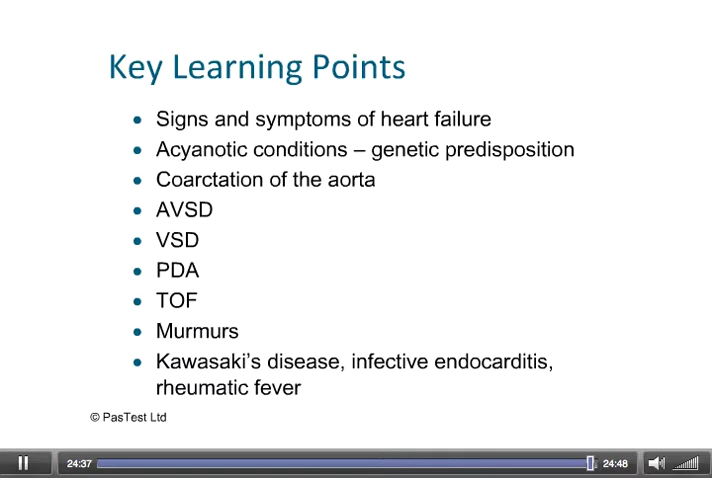 Key Learning Points
Signs and symptoms of heart failure
Acyanotic conditions – genetic predisposition
Coarctation of the aorta
AVSD
VSD
PDA
TOF
Murmurs
Kawasaki's disease, infective endocarditis,
rheumatic fever
© PasTest Ltd
24:37
24:48